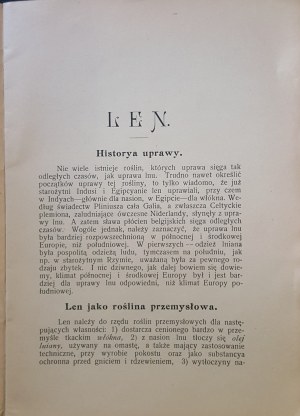 LEN.
Historya uprawy.
Nie wiele istnieje roślin, których uprawa sięga tak
odległych czasów, jak uprawa lnu. Trudno nawet określić
początków uprawy tej rośliny, to tylko wiadomo, że już
starożytni Indusi i Egipcyanie len uprawiali, przy czem
w Indyach—głównie dla nasion, w Egipcie—dla włókna. We-
dług świadectw Pliniusza cała Galia, a zwłaszcza Celtyckie
plemiona, zaludniające ówczesne Niderlandy, słynęły z upra-
wy lnu. A zatem sława płócien belgijskich sięga odległych
czasów. Wogóle jednak, należy zaznaczyć, że uprawa lnu
była bardziej rozpowszechnioną w północnej i środkowej
Europie, niż południowej. W pierwszych—odzież lniana
była pospolitą odzieżą ludu, tymczasem na południe, jak
np. w starożytnym Rzymie, uważaną była za pewnego ro-
dzaju zbytek. I nic dziwnego, jak dalej bowiem się dowie-
my, klimat północnej i środkowej Europy był i jest bar-
dziej dla uprawy lnu odpowiedni, niż klimat Europy po-
łudniowej.
Len jako roślina przemysłowa.
Len należy do rzędu roślin przemysłowych dla nastę-
pujących własności: 1) dostarcza cenionego bardzo w prze-
myśle tkackim włókna, 2) z nasion lnu tłoczy się olej
lniany, używany na omastę, a także mający zastosowanie
techniczne, przy wyrobie pokostu oraz jako substancya
ochronna przed gniciem i rdzewieniem, 3) wytłoczyny na-